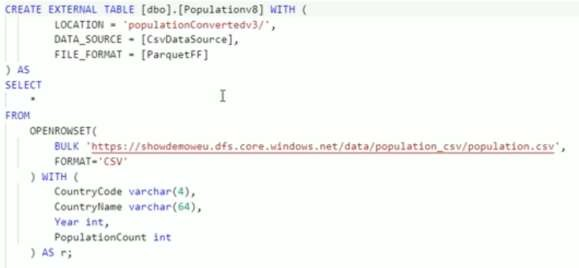 CREATE EXTERNAL TABLE [dbo].[Populationv8] WITH (
LOCATION = 'populationConvertedv3/',
DATA_SOURCE = [CsvDataSource],
FILE_FORMAT = [ParquetFF]
) AS
SELECT
*
FROM
OPENROWSET(
BULK 'https://showdemoweu.dfs.core.windows.net/data/population_csv/population.csv',
FORMAT='CSV'
) WITH (
CountryCode varchar(4),
CountryName varchar(64),
Year int,
PopulationCount int
) AS r;